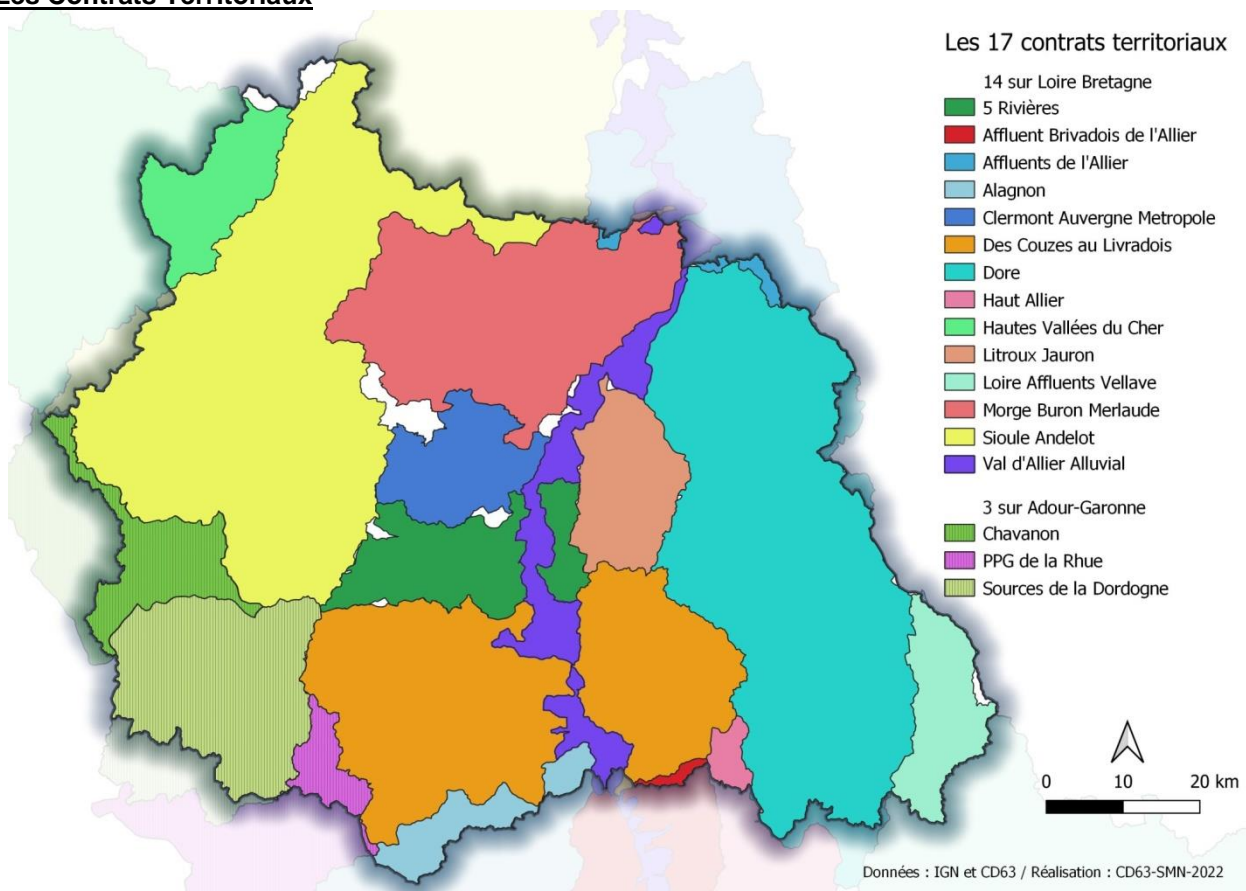 Les Contrats Territoriaux
Les 17 contrats territoriaux
14 sur Loire Bretagne
5 Rivières
Affluent Brivadois de l'Allier
Affluents de l'Allier
Alagnon
Clermont Auvergne Metropole
Des Couzes au Livradois
Dore
Haut Allier
Hautes Vallées du Cher
Litroux Jauron
Loire Affluents Vellave
Morge Buron Merlaude
Sioule Andelot
Val d'Allier Alluvial
3 sur Adour-Garonne
Chavanon
PPG de la Rhue
Sources de la Dordogne
0 10 20 km
Données : IGN et CD63 / Réalisation : CD63-SMN-2022